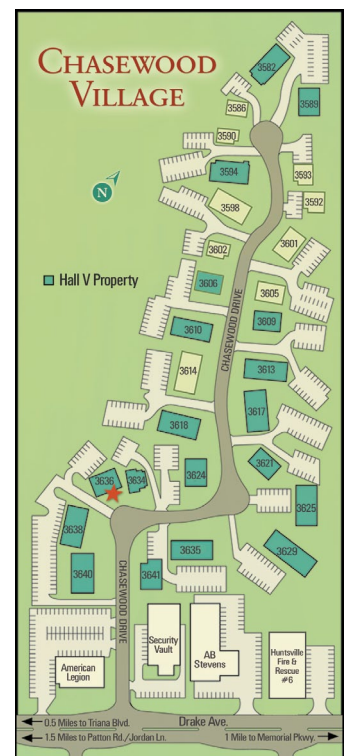 CHASEWOOD
VILLAGE
3582
3586
3589
3590
3594
3593
3592
3598
N
3601
3602
Hall V Property
3606
3605
3610
3609
CHASEWOOD DRIVE
3614
3613
3617
3618
3621
3636
3634
3624
3625
3638
3635
3629
3640
3641
CHASEWOOD DRIVE
American
Legion
Security
Vault
AB
Stevens
Huntsville
Fire &
Rescue
#6
0.5 Miles to Triana Blvd.
Drake Ave.
1.5 Miles to Patton Rd./Jordan Ln.
1 Mile to Memorial Pkwy.